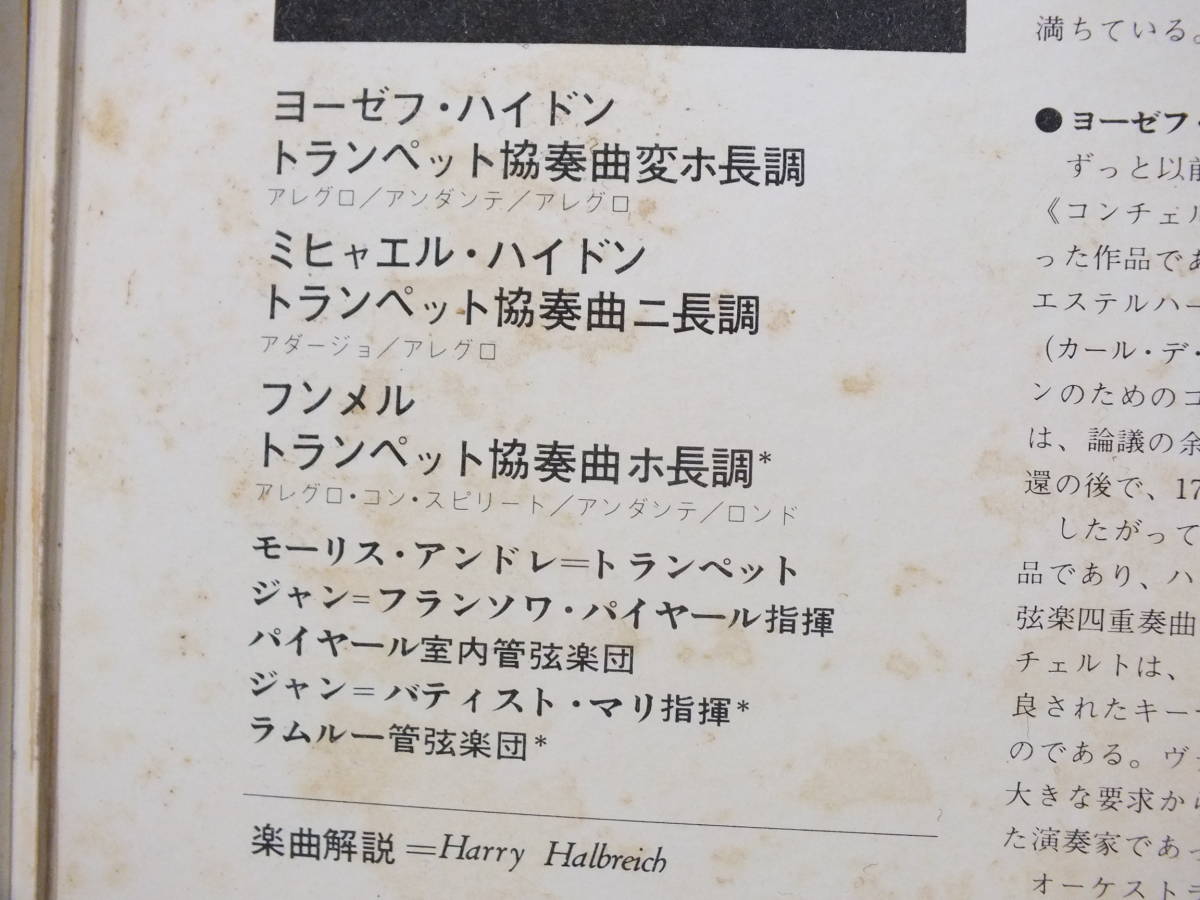 ヨーゼフ・ハイドン
トランペット協奏曲変ホ長調
アレグロ/アンダンテ/アレグロ
ミヒャエル・ハイドン
トランペット協奏曲ニ長調
アダージョ/アレグロ
フンメル
トランペット協奏曲ホ長調*
アレグロ・コン・スピリート/アンダンテ/ロンド
モーリス・アンドレ=トランペット
ジャン=フランソワ・パイヤール指揮
パイヤール室内管弦楽団
ジャン=バティスト・マリ指揮*
ラムルー管弦楽団*
楽曲解説=Harry Halbreich
満ちている。
●ヨーゼフ・
ずっと以前
《コンチェル
った作品であ
エステルハー
(カール・デ・
ンのためのコ
は、論議の余
還の後で、17
したがって
品であり、ハ
弦楽四重奏曲
チェルトは、
良されたキー
のである。ヴ
大きな要求から
た演奏家であっ
オーケストラ